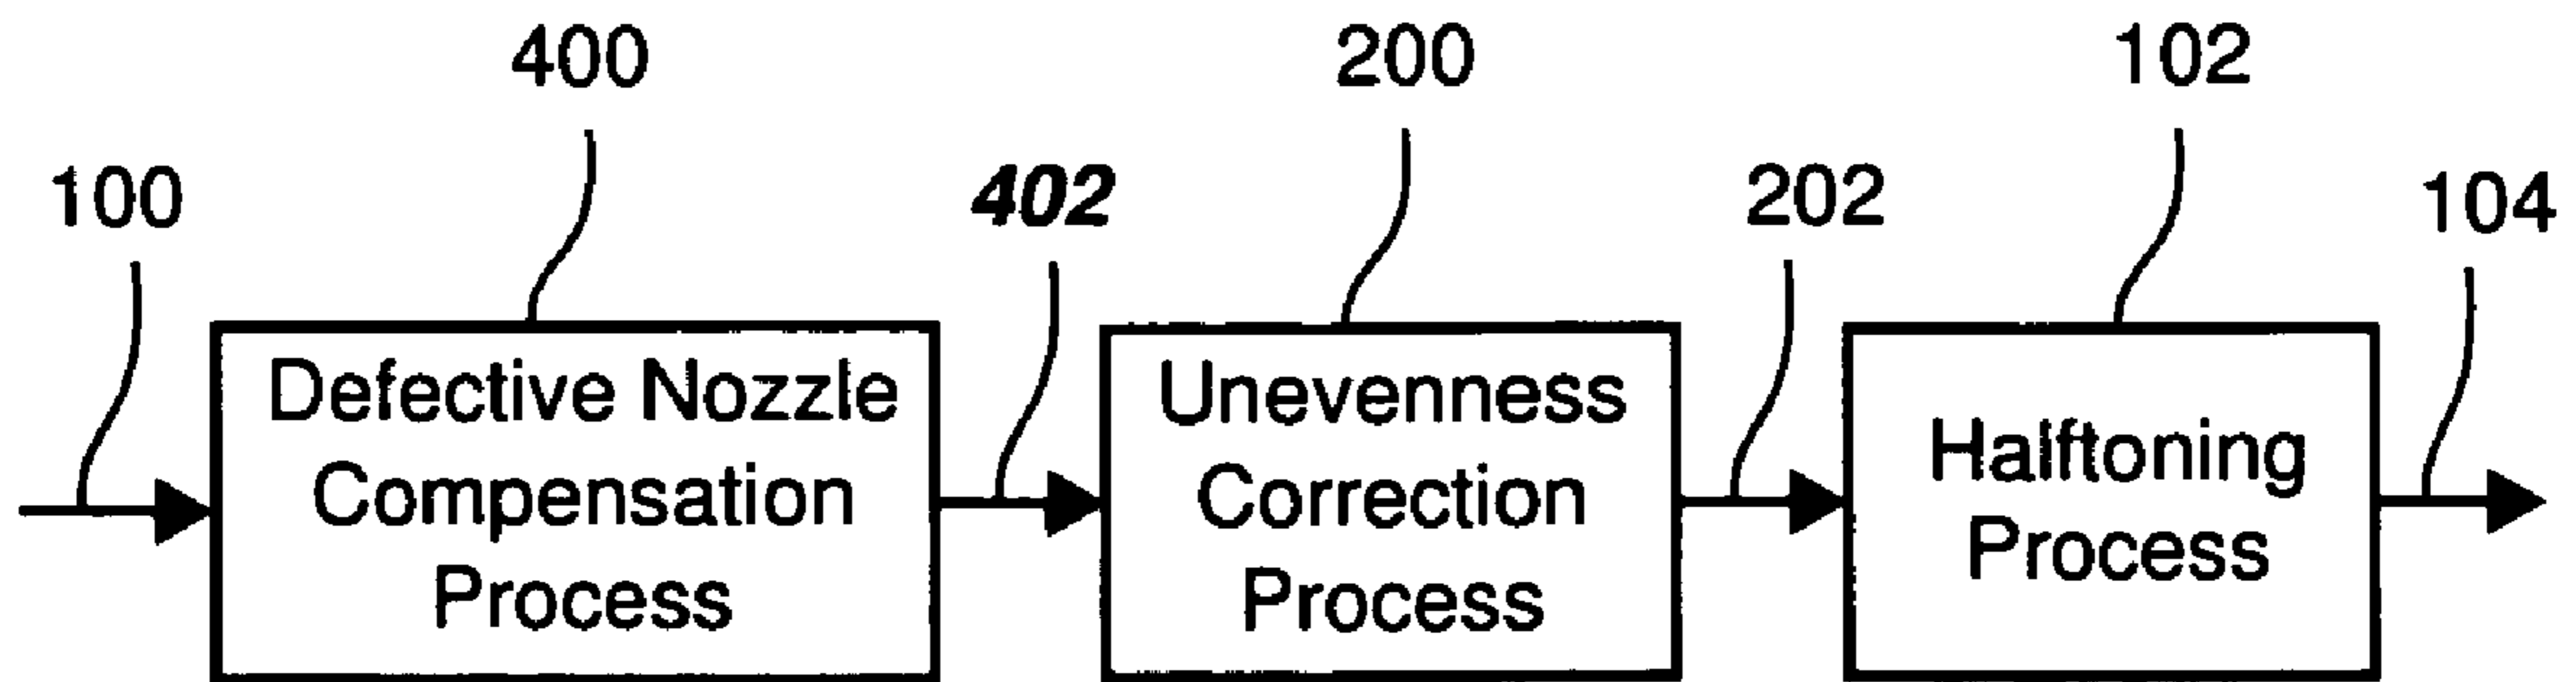 400
200
102
100
402
202
104
Defective Nozzle
Compensation
Process
Unevenness
Correction
Process
Halftoning
Process